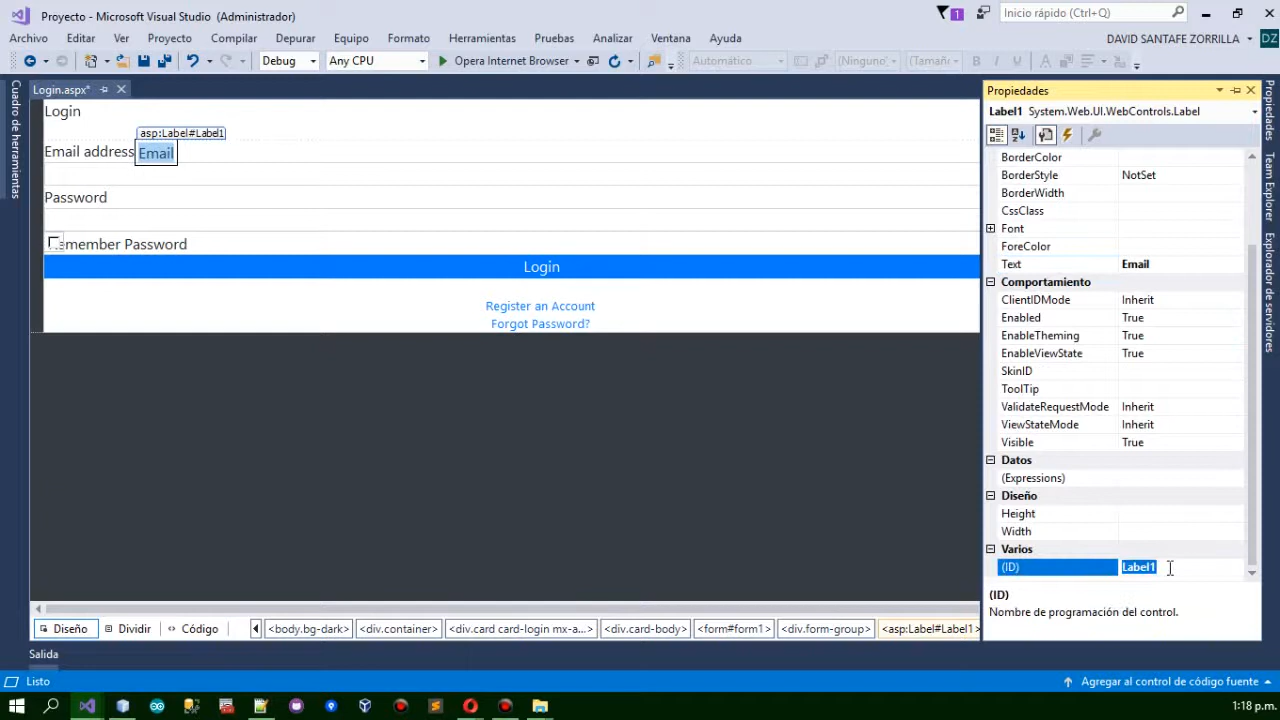 Proyecto - Microsoft Visual Studio (Administrador)
1
Inicio rápido (Ctrl+Q)
Archivo Editar Ver Proyecto Compilar Depurar Equipo Formato Herramientas Pruebas Analizar Ventana Ayuda
DAVID SANTAFE ZORRILLA
DZ
Debug Any CPU Opera Internet Browser Automático (Ninguno (Tamaño
Cuadro de herramientas
Login.aspx*
Login
asp:Label#Label1
Email address Email
Password
emember Password
Login
Register an Account
Forgot Password?
Propiedades
Label1 System.Web.UI.WebControls.Label
BorderColor
BorderStyle NotSet
BorderWidth
CssClass
Font
ForeColor
Text Email
Comportamiento
ClientIDMode Inherit
Enabled True
EnableTheming True
EnableViewState True
SkinID
ToolTip
ValidateRequestMode Inherit
ViewStateMode Inherit
Visible True
Datos
(Expressions)
Diseño
Height
Width
Varios
(ID) Label1
(ID)
Nombre de programación del control.
Propiedades
Team Explorer
Explorador de servidores
Diseño Dividir Código <body.bg-dark> <div.container> <div.card card-login mx-a...> <div.card-body> <form#form1> <div.form-group> <asp:Label#Label1>
Salida
Listo
Agregar al control de código fuente
1:18 p.m.